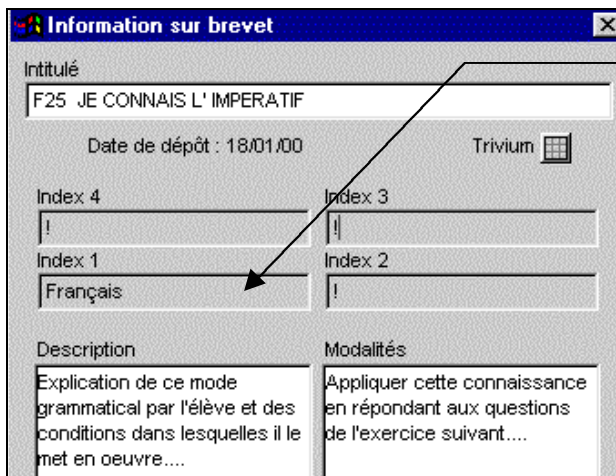 Information sur brevet
Intitulé
F25 JE CONNAIS L' IMPERATIF
Date de dépôt : 18/01/00 Trivium
Index 4 Index 3
! !
Index 1 Index 2
Français !
Description
Explication de ce mode
grammatical par l'élève et des
conditions dans lesquelles il le
met en oeuvre....
Modalités
Appliquer cette connaissance
en répondant aux questions
de l'exercice suivant....